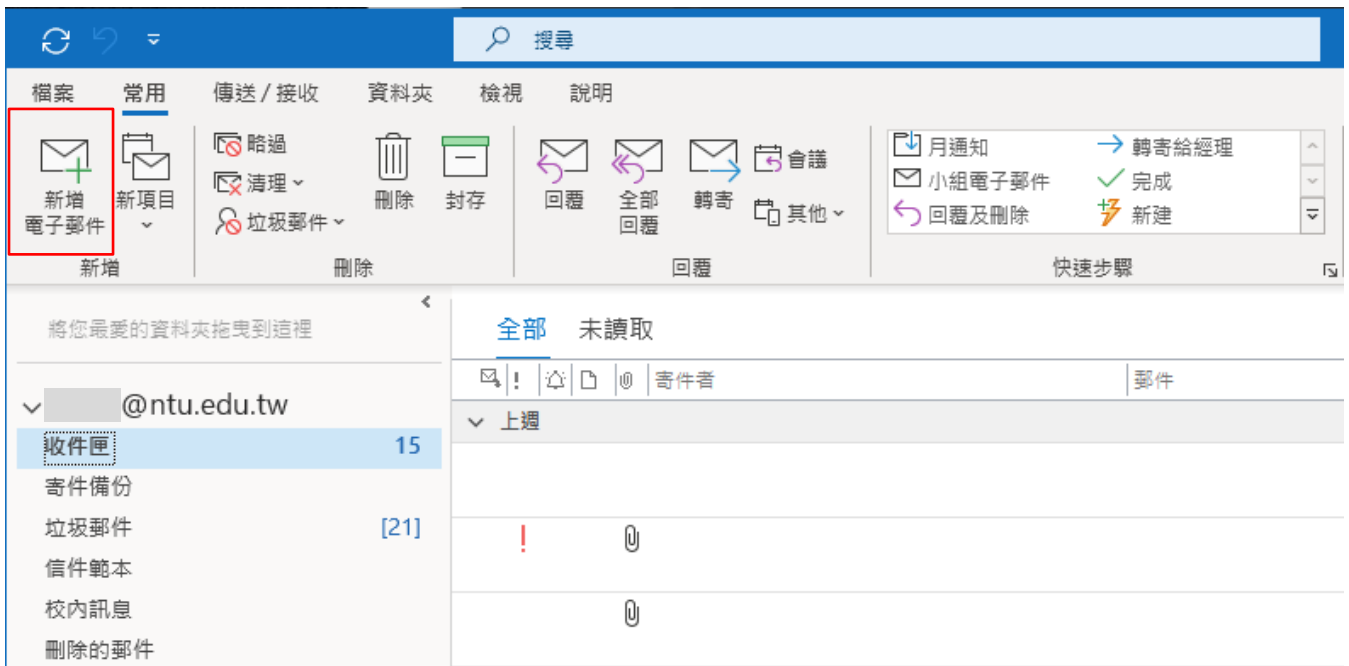 搜尋
檔案 常用 傳送 / 接收 資料夾 檢視 說明
新增
電子郵件
新項目
略過
清理
垃圾郵件
刪除
封存
回覆
全部
回覆
轉寄
會議
其他
月通知
小組電子郵件
回覆及刪除
轉寄給經理
完成
新建
新增 刪除 回覆 快速步驟
將您最愛的資料夾拖曳到這裡
全部 未讀取
! 寄件者 郵件
@ntu.edu.tw
上週
收件匣 15
寄件備份
垃圾郵件 [21]
!
信件範本
校內訊息
刪除的郵件